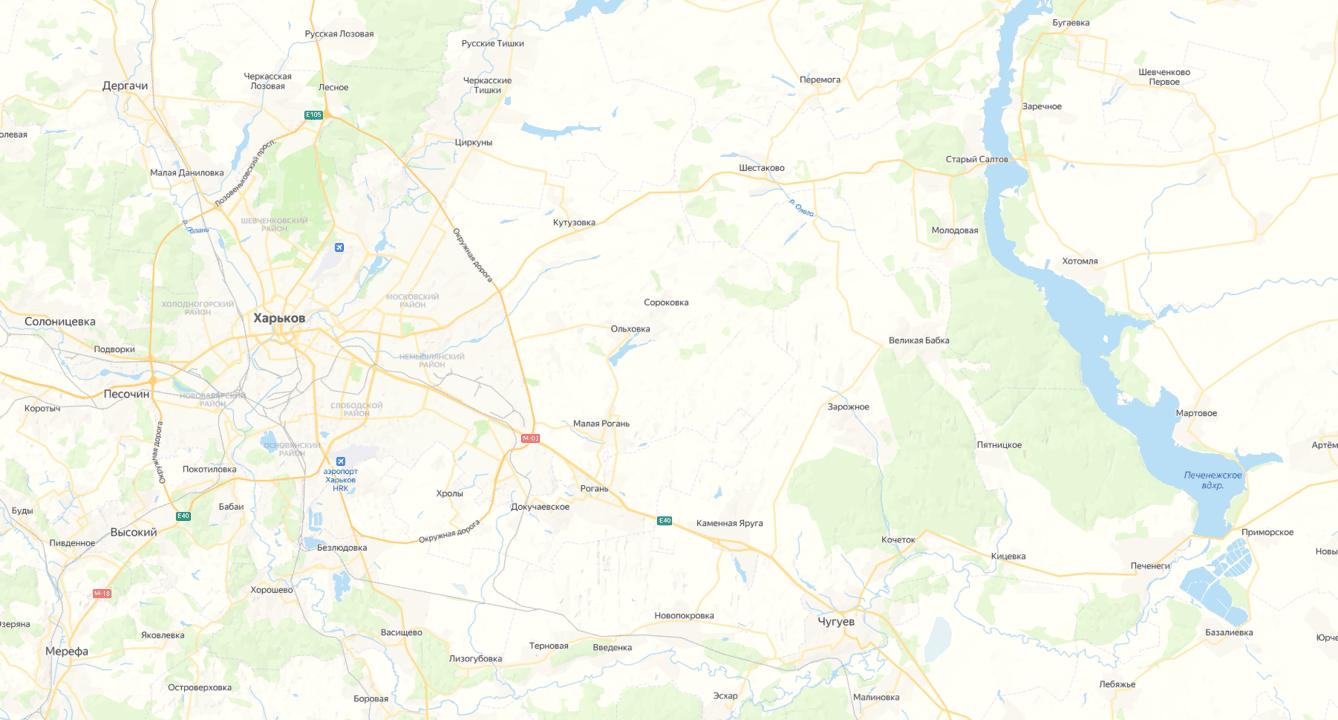 Бугаевка
Русская Лозовая
Русские Тишки
Шевченково
Первое
Черкасская
Лозовая
Черкасские
Тишки
Перемога
Дергачи
Лесное
Заречное
E105
олевая
Циркуны
Лозовеньковский просп.
Старый Салтов
Малая Даниловка
Шестаково
р. Лопань
ШЕВЧЕНКОВСКИЙ
РАЙОН
Кутузовка
Молодовая
Окружная дорога
Хотомля
МОСКОВСКИЙ
РАЙОН
ХОЛОДНОГОРСКИЙ
РАЙОН
Сороковка
Солоницевка
Харьков
Ольховка
Великая Бабка
Подворки
НЕМЫШЛЯНСКИЙ
РАЙОН
Песочин
НОВОБАВАРСКИЙ
РАЙОН
Коротыч
СЛОБОДСКОЙ
РАЙОН
Зарожное
Мартовое
Малая Рогань
М-03
ОСНОВЯНСКИЙ
РАЙОН
Пятницкое
Артём
Окружная дорога
Покотиловка
аэропорт
Харьков
HRK
Печенежское
вдхр.
Хролы
Рогань
Бабаи
Докучаевское
Буды
E40
E40
Каменная Яруга
Высокий
Окружная дорога
Приморское
Пивденное
Безлюдовка
Кочеток
Новы
Кицевка
Печенеги
Хорошево
М-18
Новопокровка
Чугуев
зеряна
Яковлевка
Васищево
Базалиевка
Юрче
Мерефа
Терновая
Введенка
Лизогубовка
Островерховка
Лебяжье
Боровая
Эсхар
Малиновка